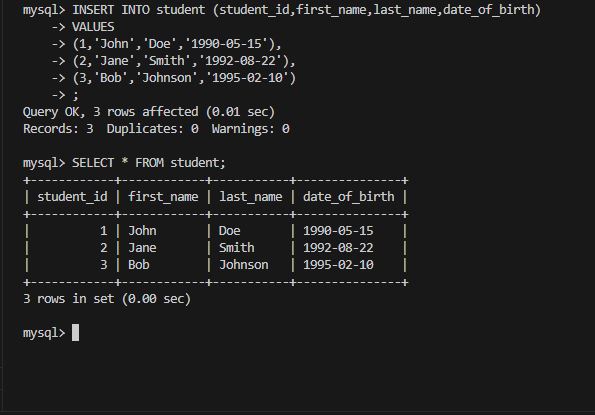 mysql> INSERT INTO student (student_id,first_name,last_name,date_of_birth)
    -> VALUES
    -> (1,'John','Doe','1990-05-15'),
    -> (2,'Jane','Smith','1992-08-22'),
    -> (3,'Bob','Johnson','1995-02-10')
    -> ;
Query OK, 3 rows affected (0.01 sec)
Records: 3  Duplicates: 0  Warnings: 0

mysql> SELECT * FROM student;
+------------+------------+-----------+---------------+
| student_id | first_name | last_name | date_of_birth |
+------------+------------+-----------+---------------+
|          1 | John       | Doe       | 1990-05-15    |
|          2 | Jane       | Smith     | 1992-08-22    |
|          3 | Bob        | Johnson   | 1995-02-10    |
+------------+------------+-----------+---------------+
3 rows in set (0.00 sec)

mysql>